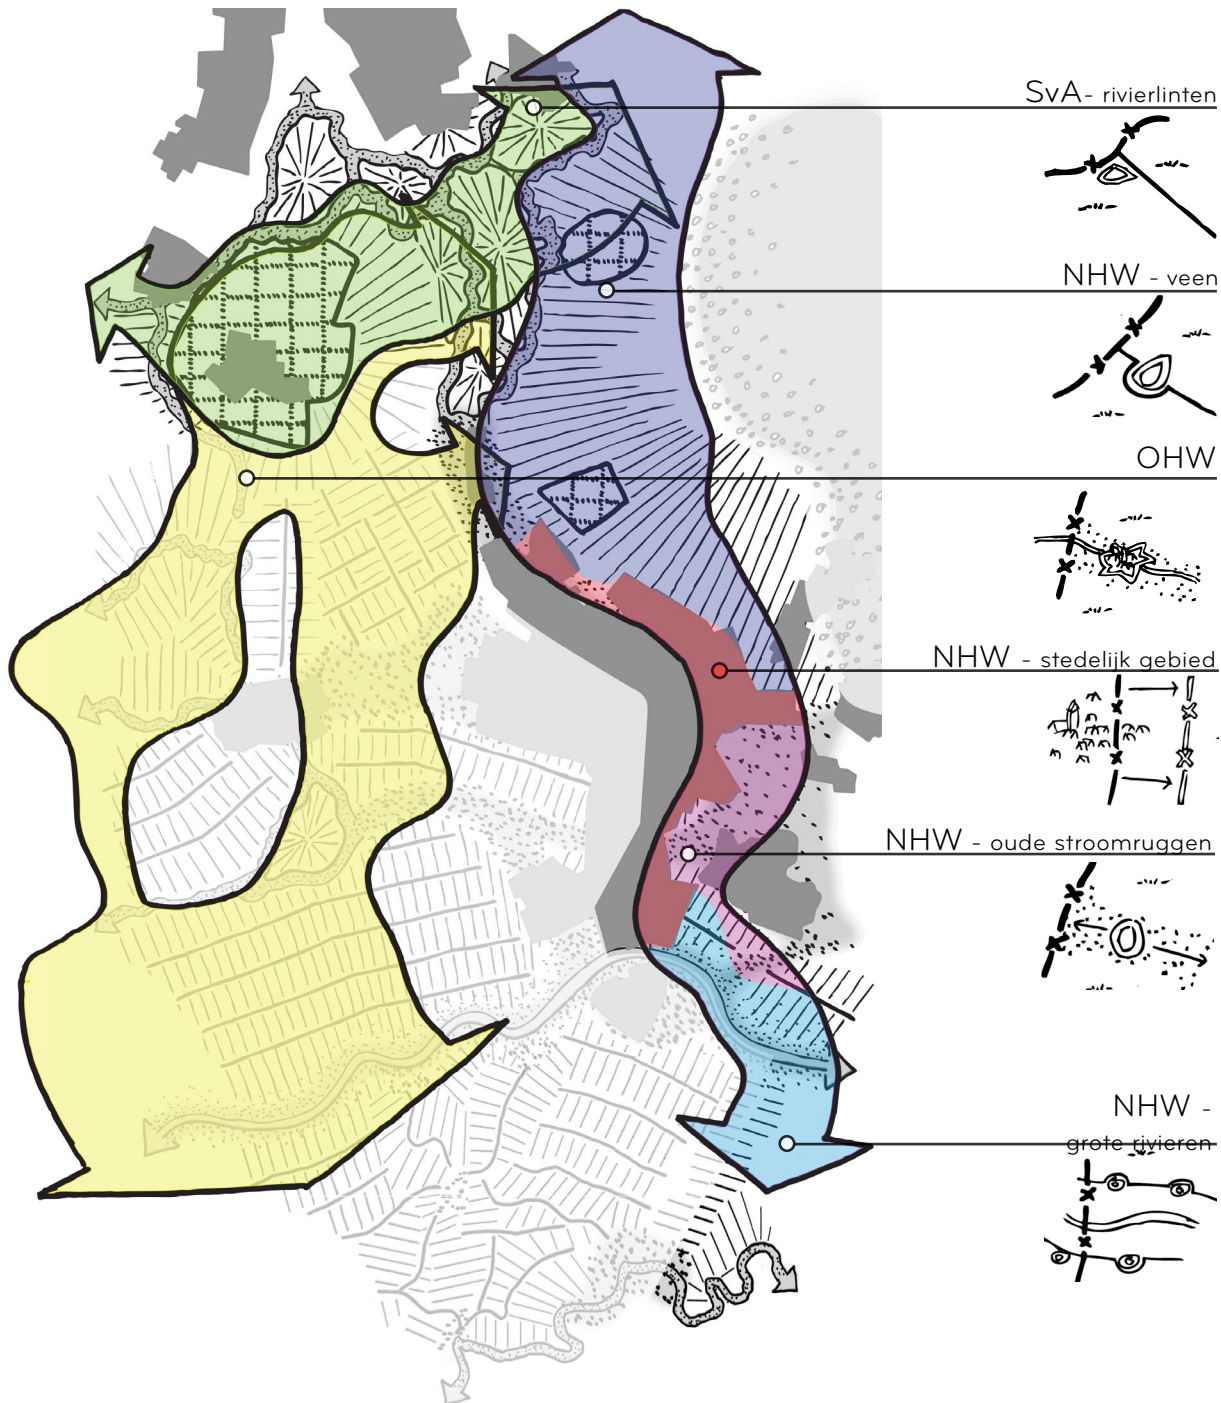 SvA- rivierlinten
NHW - veen
OHW
NHW - stedelijk gebied
NHW - oude stroomruggen
NHW -
grote rivieren